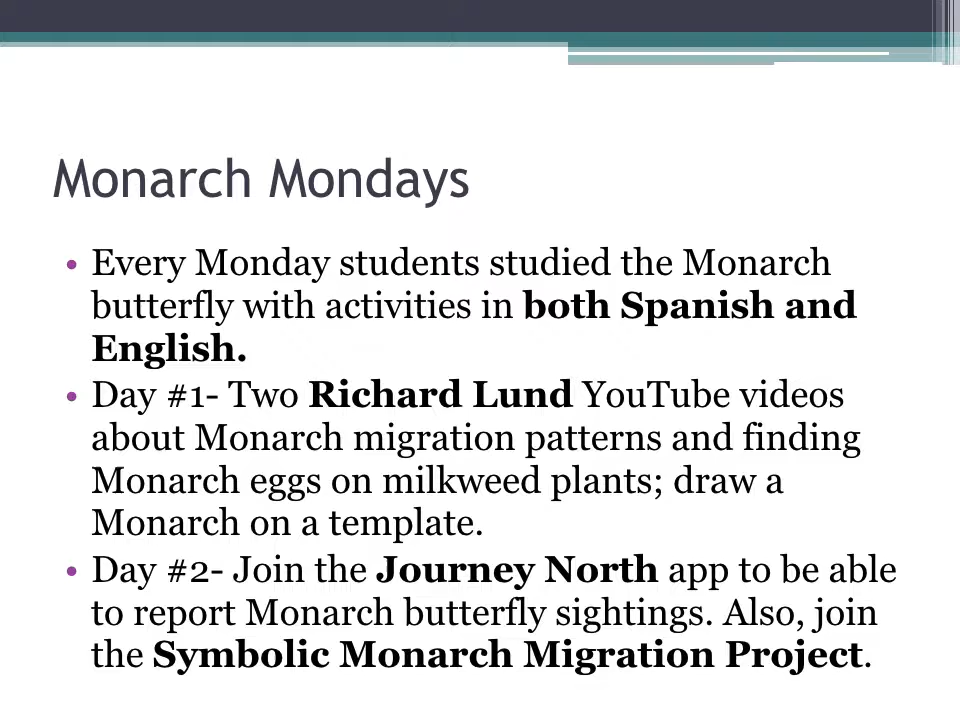 Monarch Mondays
• Every Monday students studied the Monarch
butterfly with activities in both Spanish and
English.
• Day #1- Two Richard Lund YouTube videos
about Monarch migration patterns and finding
Monarch eggs on milkweed plants; draw a
Monarch on a template.
• Day #2- Join the Journey North app to be able
to report Monarch butterfly sightings. Also, join
the Symbolic Monarch Migration Project.